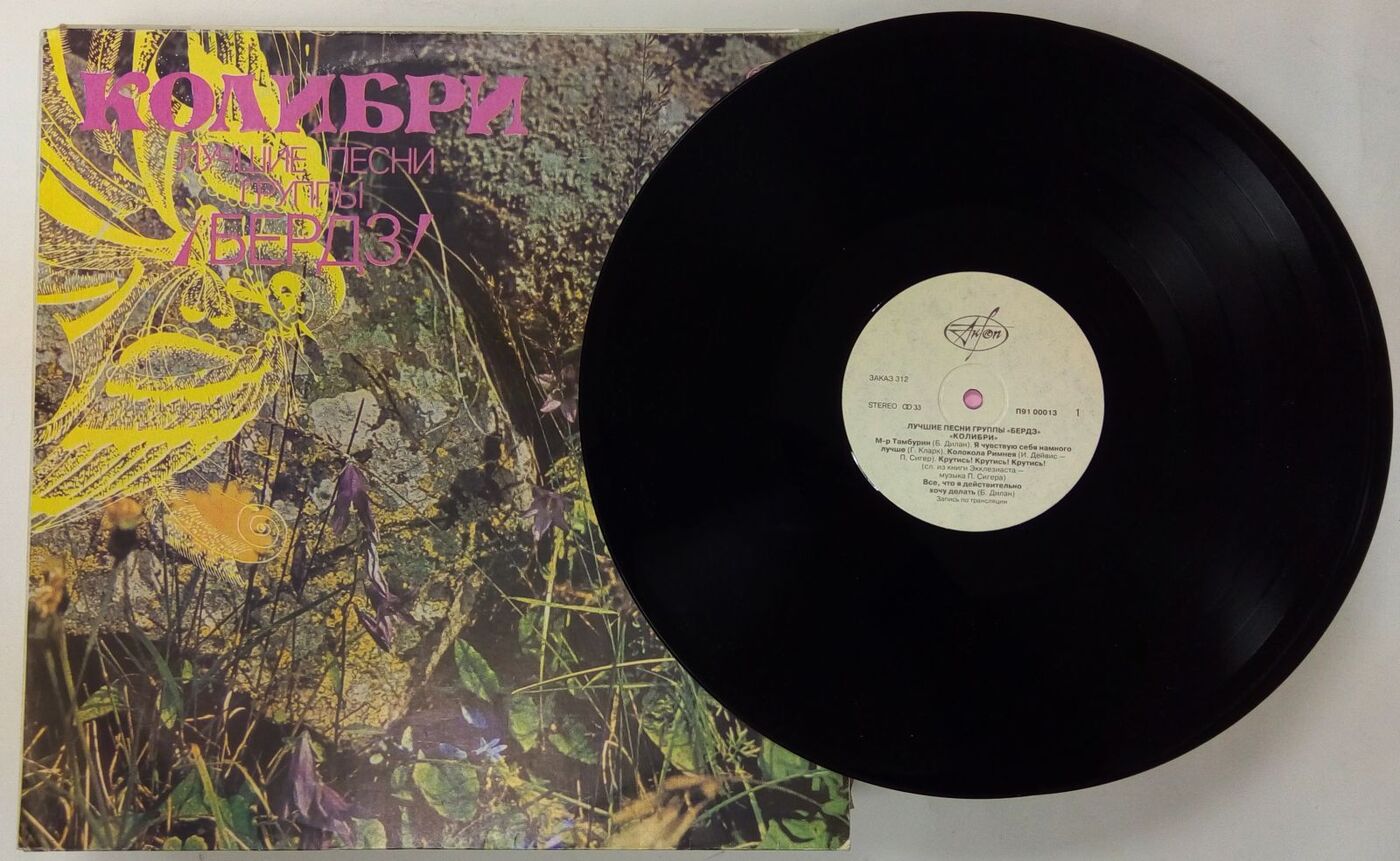 КОЛИБРИ
ЛУЧШИЕ ПЕСНИ
ГРУППЫ
/БЕРДЗ/
АкСоп
ЗАКАЗ 312
STEREO 33
П91 00013 1
ЛУЧШИЕ ПЕСНИ ГРУППЫ «БЕРДЗ»
«КОЛИБРИ»
М-р Тамбурин (Б. Дилан). Я чувствую себя намного
лучше (Г. Кларк). Колокола Римнея (И. Дейвис —
П. Сигер). Крутись! Крутись! Крутись!
(сл. из книги Экклезиаста —
музыка П. Сигера)
Все, что я действительно
хочу делать (Б. Дилан)
Запись по трансляции